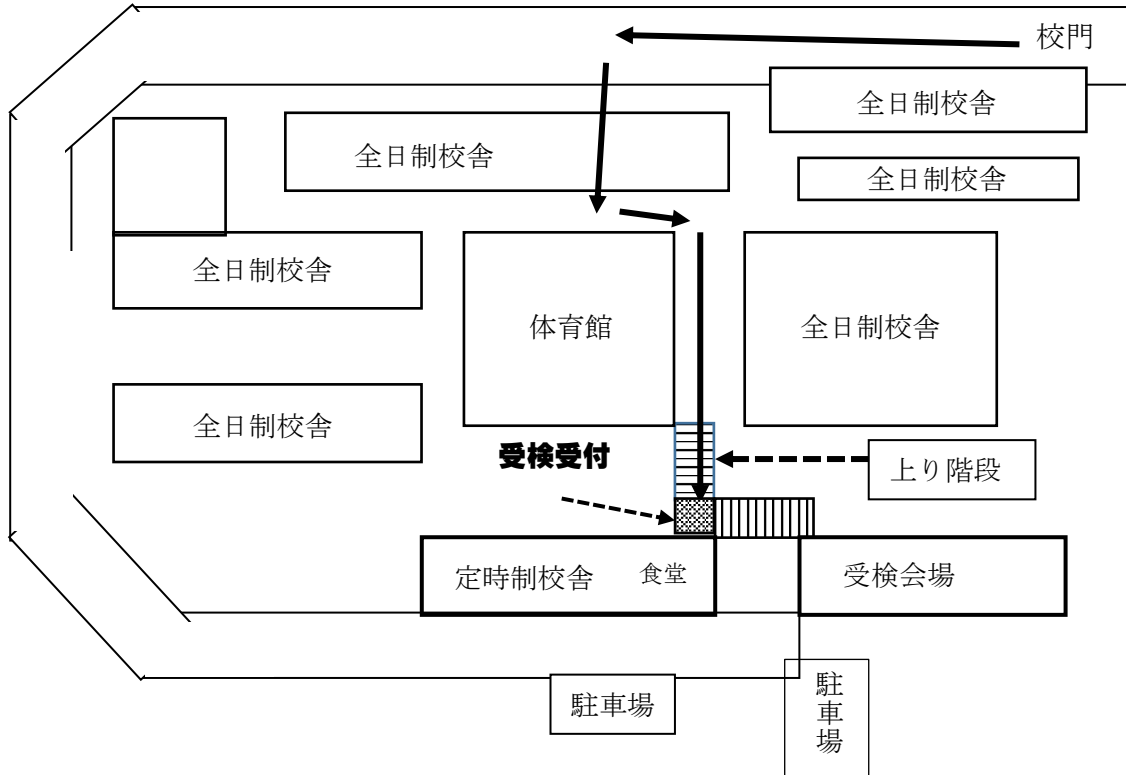 校門
全日制校舎
全日制校舎
全日制校舎
全日制校舎
体育館
全日制校舎
全日制校舎
受検受付
上り階段
定時制校舎
食堂
受検会場
駐車場
駐車場